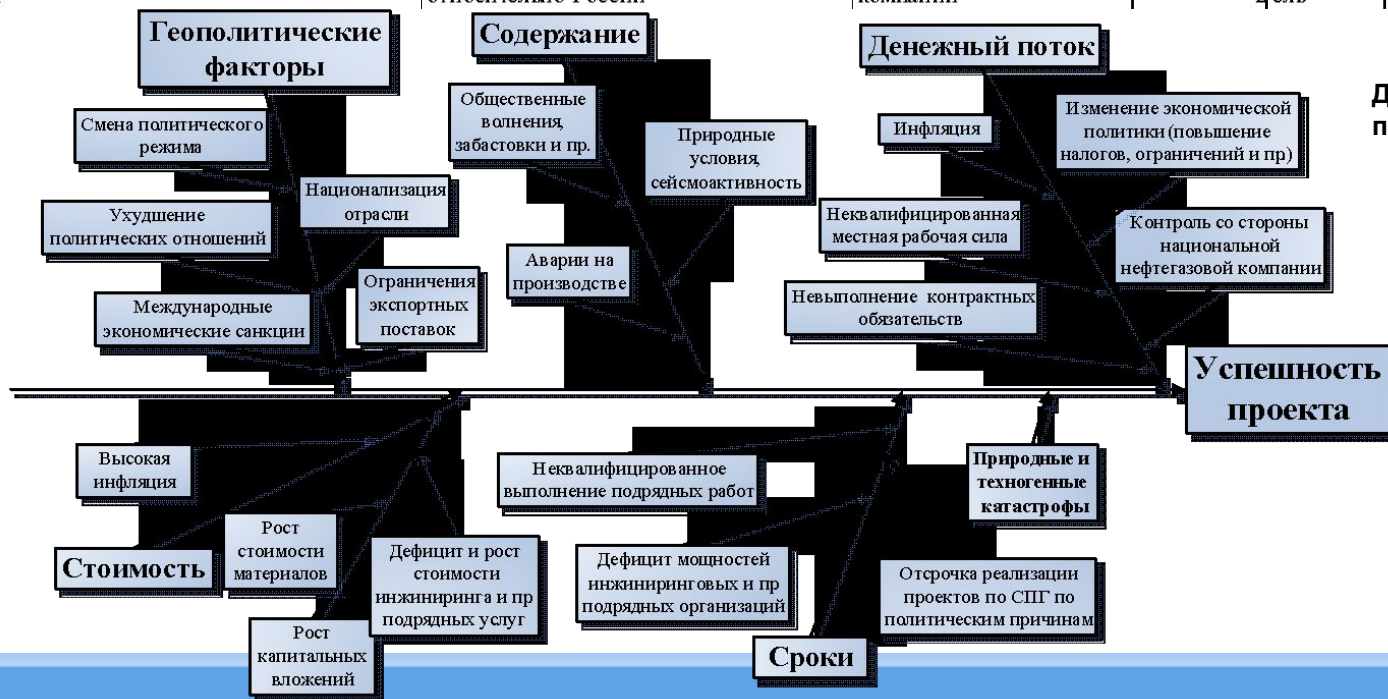 Геополитические
факторы
Содержание
Денежный поток
Смена политического
режима
Национализация
отрасли
Ухудшение
политических отношений
Ограничения
экспортных
поставок
Международные
экономические санкции
Общественные
волнения,
забастовки и пр.
Природные
условия,
сейсмоактивность
Аварии на
производстве
Инфляция
Изменение экономической
политики (повышение
налогов, ограничений и пр)
Неквалифицированная
местная рабочая сила
Контроль со стороны
национальной
нефтегазовой компании
Невыполнение контрактных
обязательств
Успешность
проекта
Высокая
инфляция
Стоимость
Рост
стоимости
материалов
Дефицит и рост
стоимости
инжиниринга и пр
подрядных услуг
Рост
капитальных
вложений
Неквалифицированное
выполнение подрядных работ
Дефицит мощностей
инжиниринговых и пр
подрядных организаций
Сроки
Природные и
техногенные
катастрофы
Отсрочка реализации
проектов по СПГ по
политическим причинам